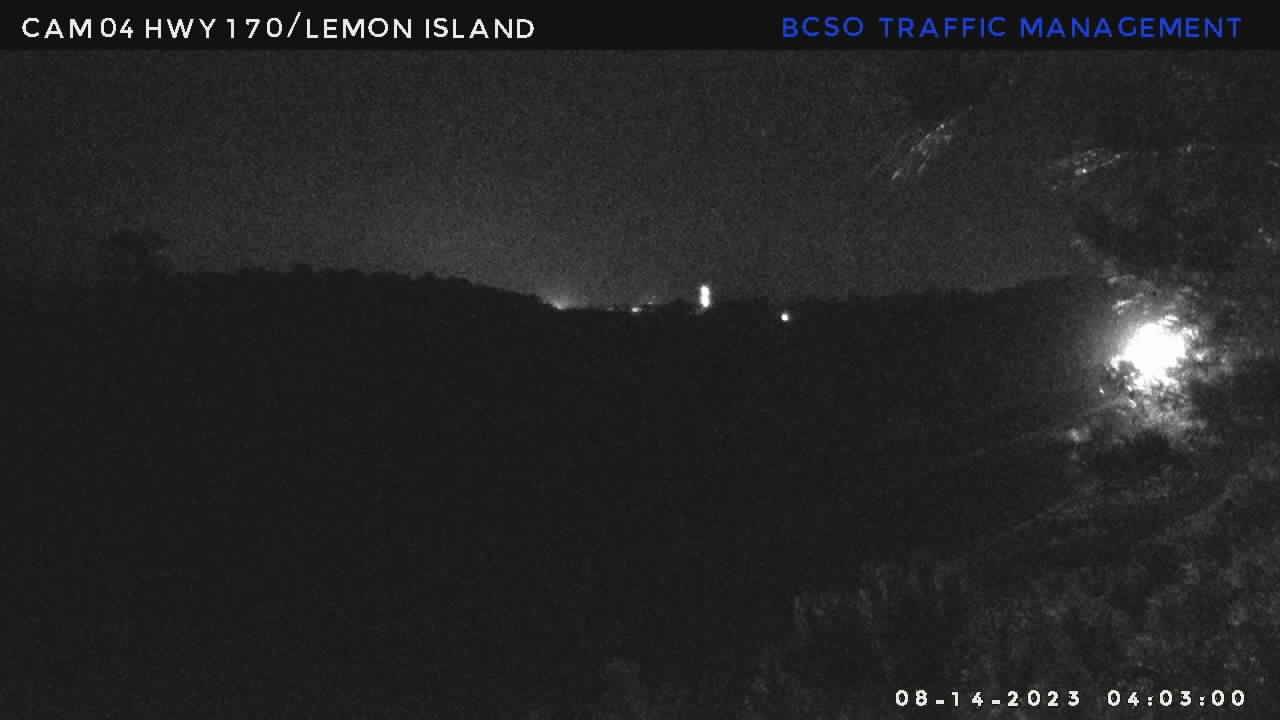 CAM 04 HWY 170/LEMON ISLAND
BCSO TRAFFIC MANAGEMENT
08-14-2023 04:03:00